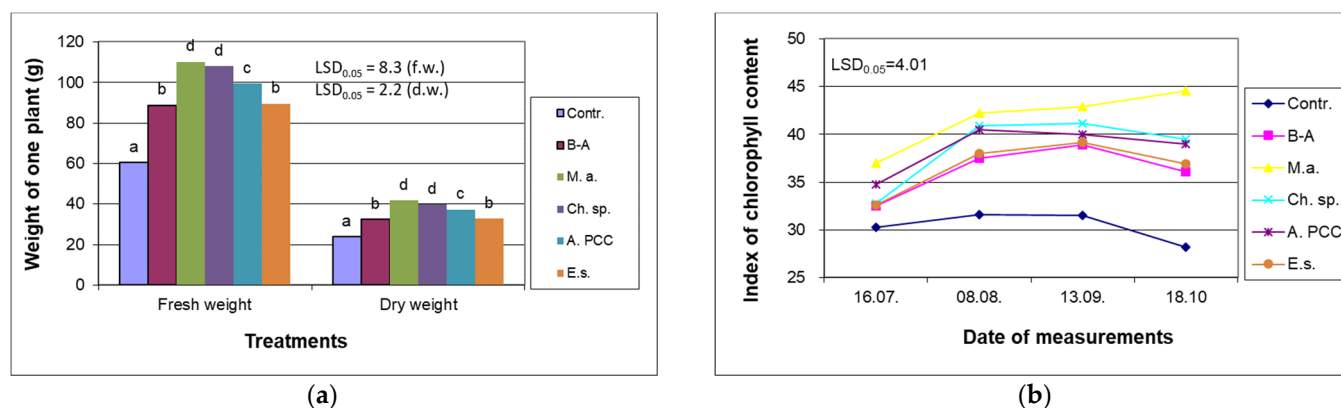 120
100
80
60
40
20
0
Weight of one plant (g)
a
b
d
d
c
b
a
b
d
d
c
b
LSD0.05 = 8.3 (f.w.)
LSD0.05 = 2.2 (d.w.)
Fresh weight
Dry weight
Treatments
Contr.
B-A
M. a.
Ch. sp.
A. PCC
E.s.
(a)
50
45
40
35
30
25
Index of chlorophyll content
LSD0.05=4.01
16.07.
08.08.
13.09.
18.10
Date of measurements
Contr.
B-A
M.a.
Ch. sp.
A. PCC
E.s.
(b)